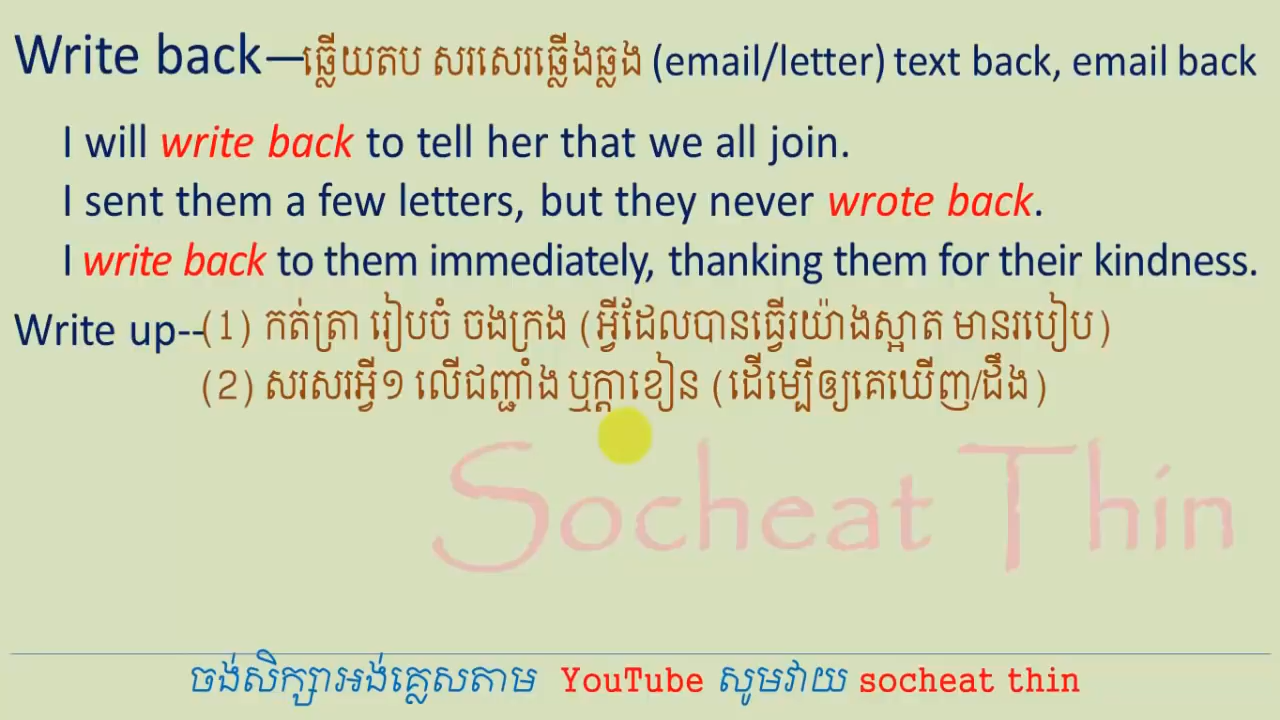 Write back—ឆ្លើយតប សរសេរឆ្លើងឆ្លង (email/letter) text back, email back
I will write back to tell her that we all join.
I sent them a few letters, but they never wrote back.
I write back to them immediately, thanking them for their kindness.
Write up--(1) កត់ត្រា រៀបចំ ចងក្រង (អ្វីដែលបានធ្វើរយ៉ាងស្អាត មានរបៀប)
(2) សរសរអ្វី១ លើជញ្ជាំង ឬក្តាខៀន (ដើម្បីឲ្យគេឃើញ/ដឹង)
Socheat Thin
ចង់សិក្សាអង់គ្លេសតាម YouTube សូមវាយ socheat thin